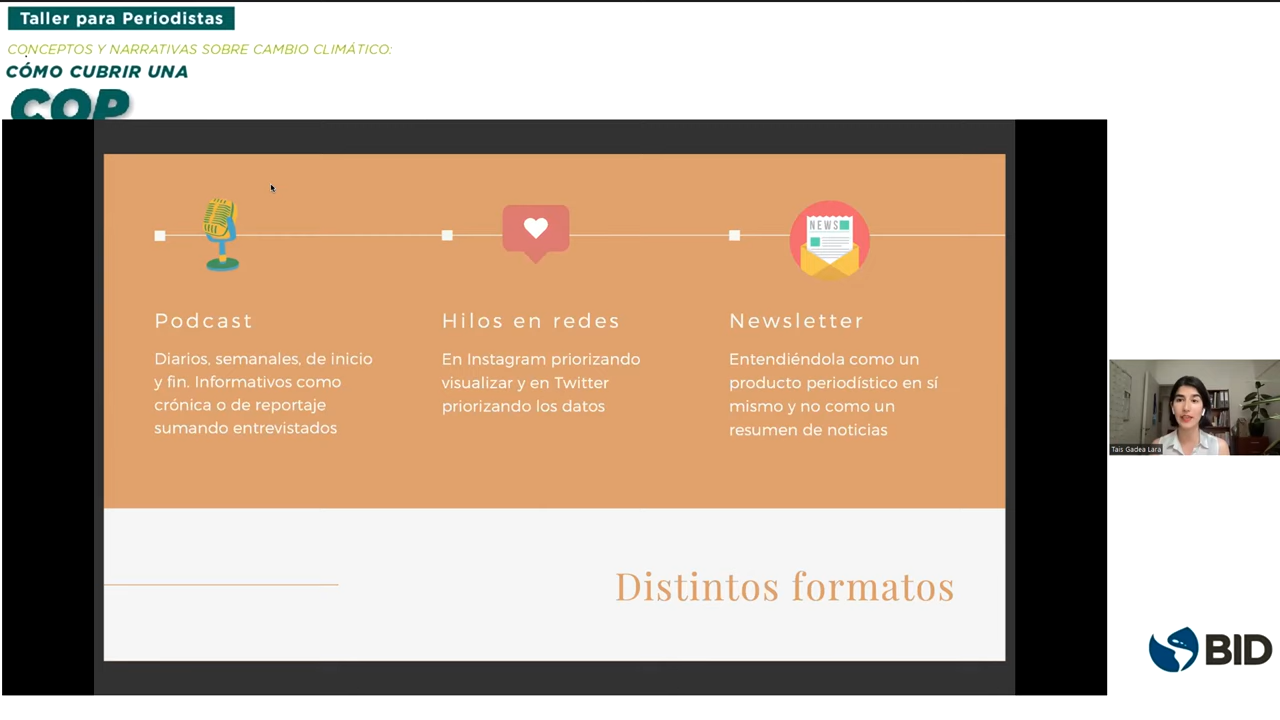 Taller para Periodistas
CONCEPTOS Y NARRATIVAS SOBRE CAMBIO CLIMÁTICO:
CÓMO CUBRIR UNA
COP
NEWS
Podcast
Diarios, semanales, de inicio
y fin. Informativos como
crónica o de reportaje
sumando entrevistados
Hilos en redes
En Instagram priorizando
visualizar y en Twitter
priorizando los datos
Newsletter
Entendiéndola como un
producto periodístico en sí
mismo y no como un
resumen de noticias
Distintos formatos
Tais Gadea Lara
BID